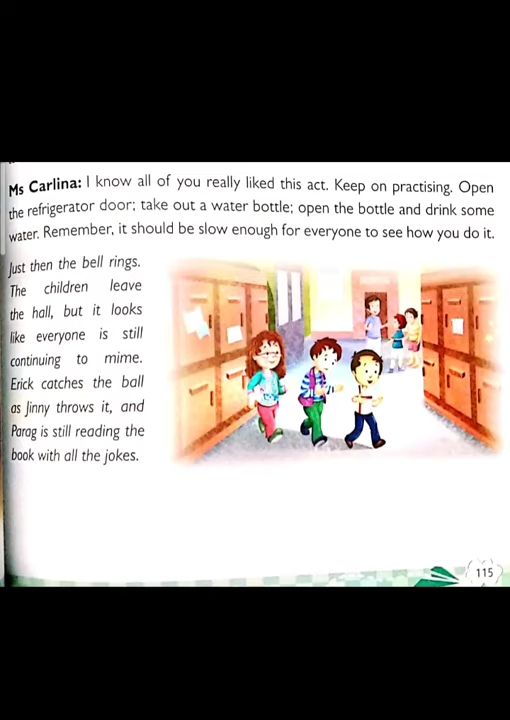 Ms Carlina: I know all of you really liked this act. Keep on practising. Open
the refrigerator door; take out a water bottle; open the bottle and drink some
water. Remember, it should be slow enough for everyone to see how you do it.
Just then the bell rings.
The children leave
the hall, but it looks
like everyone is still
continuing to mime.
Erick catches the ball
as Jinny throws it, and
Parag is still reading the
book with all the jokes.
115